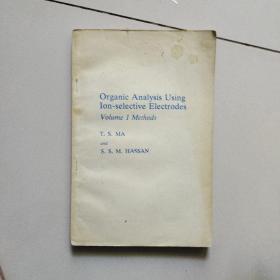 Organic Analysis Using
Ion-selective Electrodes
Volume 1 Methods
T. S. MA
and
S. S. M. HASSAN